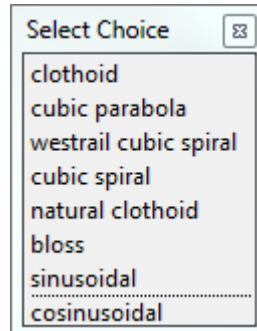 Select Choice
clothoid
cubic parabola
westrail cubic spiral
cubic spiral
natural clothoid
bloss
sinusoidal
cosinusoidal